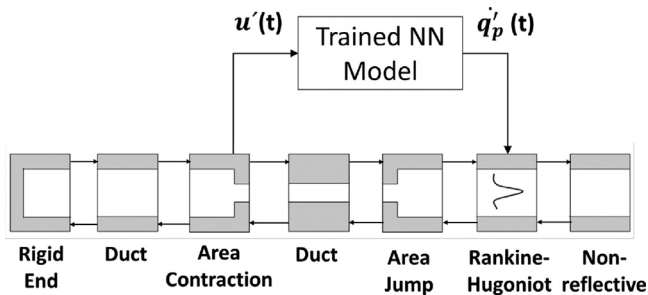 u′(t)
q̇′ₚ (t)
Trained NN
Model
Rigid
End
Duct
Area
Contraction
Duct
Area
Jump
Rankine-
Hugoniot
Non-
reflective